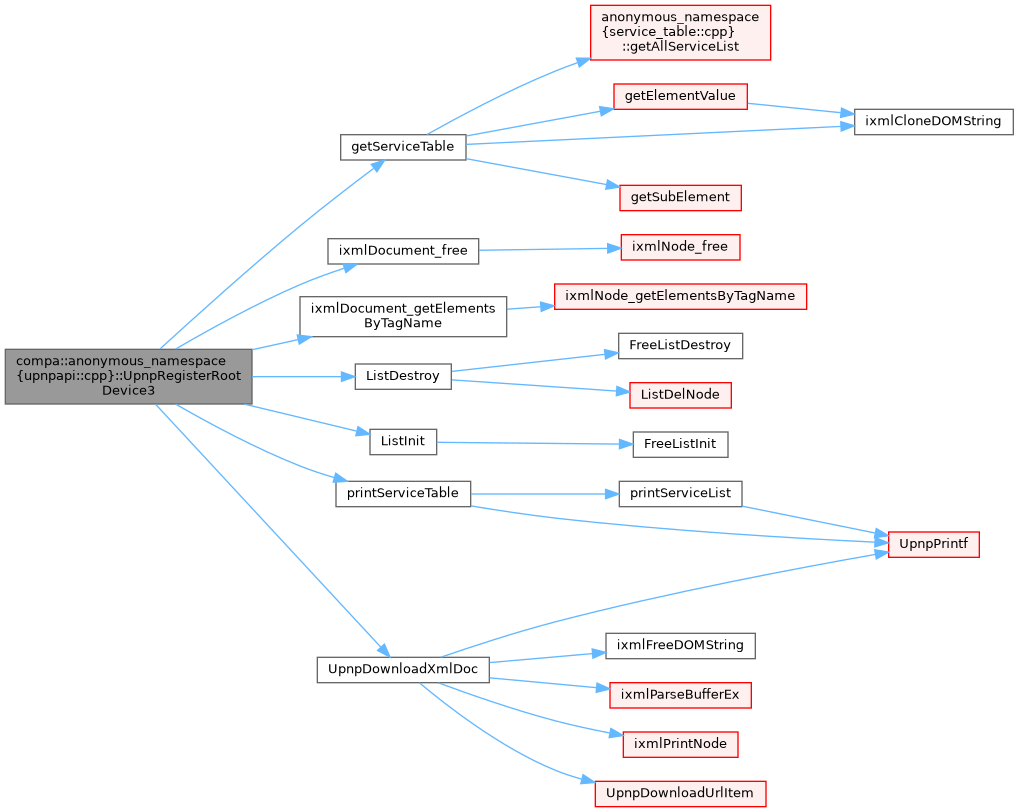 anonymous_namespace
{service_table::cpp}
::getAllServiceList
getElementValue
ixmlCloneDOMString
getServiceTable
getSubElement
ixmlDocument_free
ixmlNode_free
ixmlNode_getElementsByTagName
ixmlDocument_getElements
ByTagName
FreeListDestroy
compa::anonymous_namespace
{upnpapi::cpp}::UpnpRegisterRoot
Device3
ListDestroy
ListDelNode
ListInit
FreeListInit
printServiceTable
printServiceList
UpnpPrintf
ixmlFreeDOMString
UpnpDownloadXmlDoc
ixmlParseBufferEx
ixmlPrintNode
UpnpDownloadUrlItem